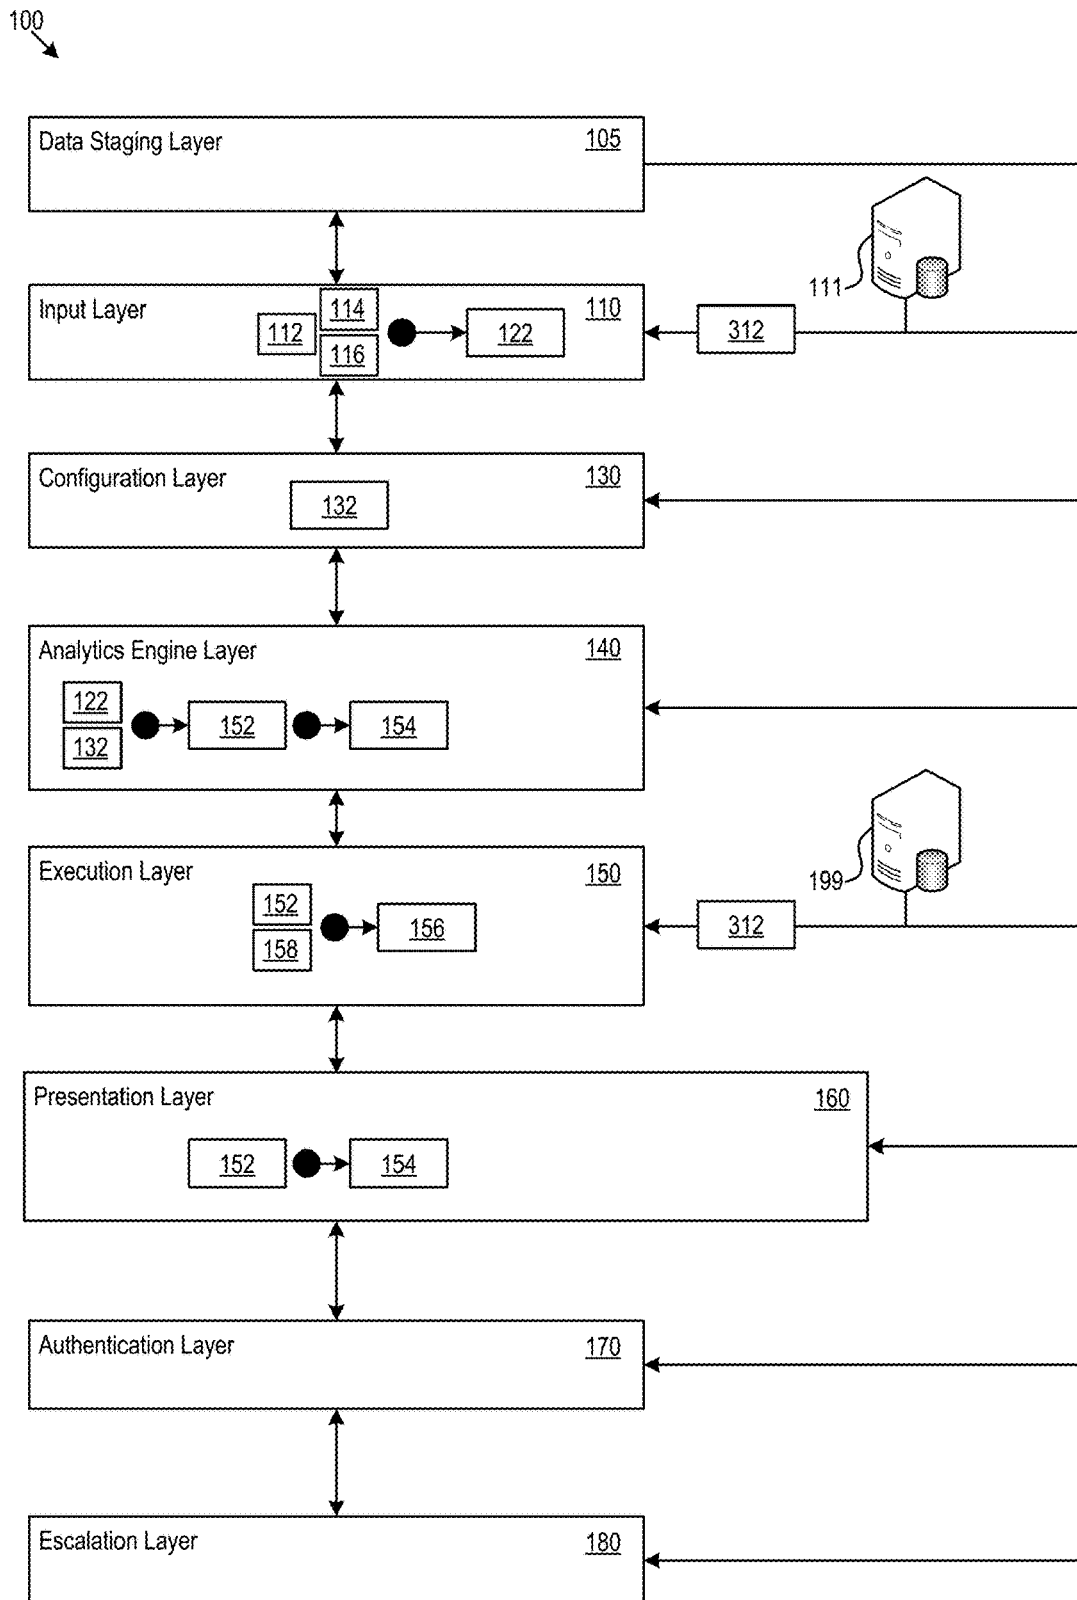 100
Data Staging Layer 105
111
Input Layer 112 114 116 122 110 312
Configuration Layer 132 130
Analytics Engine Layer 140
122 132 152 154
199
Execution Layer 150
152 158 156 312
Presentation Layer 160
152 154
Authentication Layer 170
Escalation Layer 180